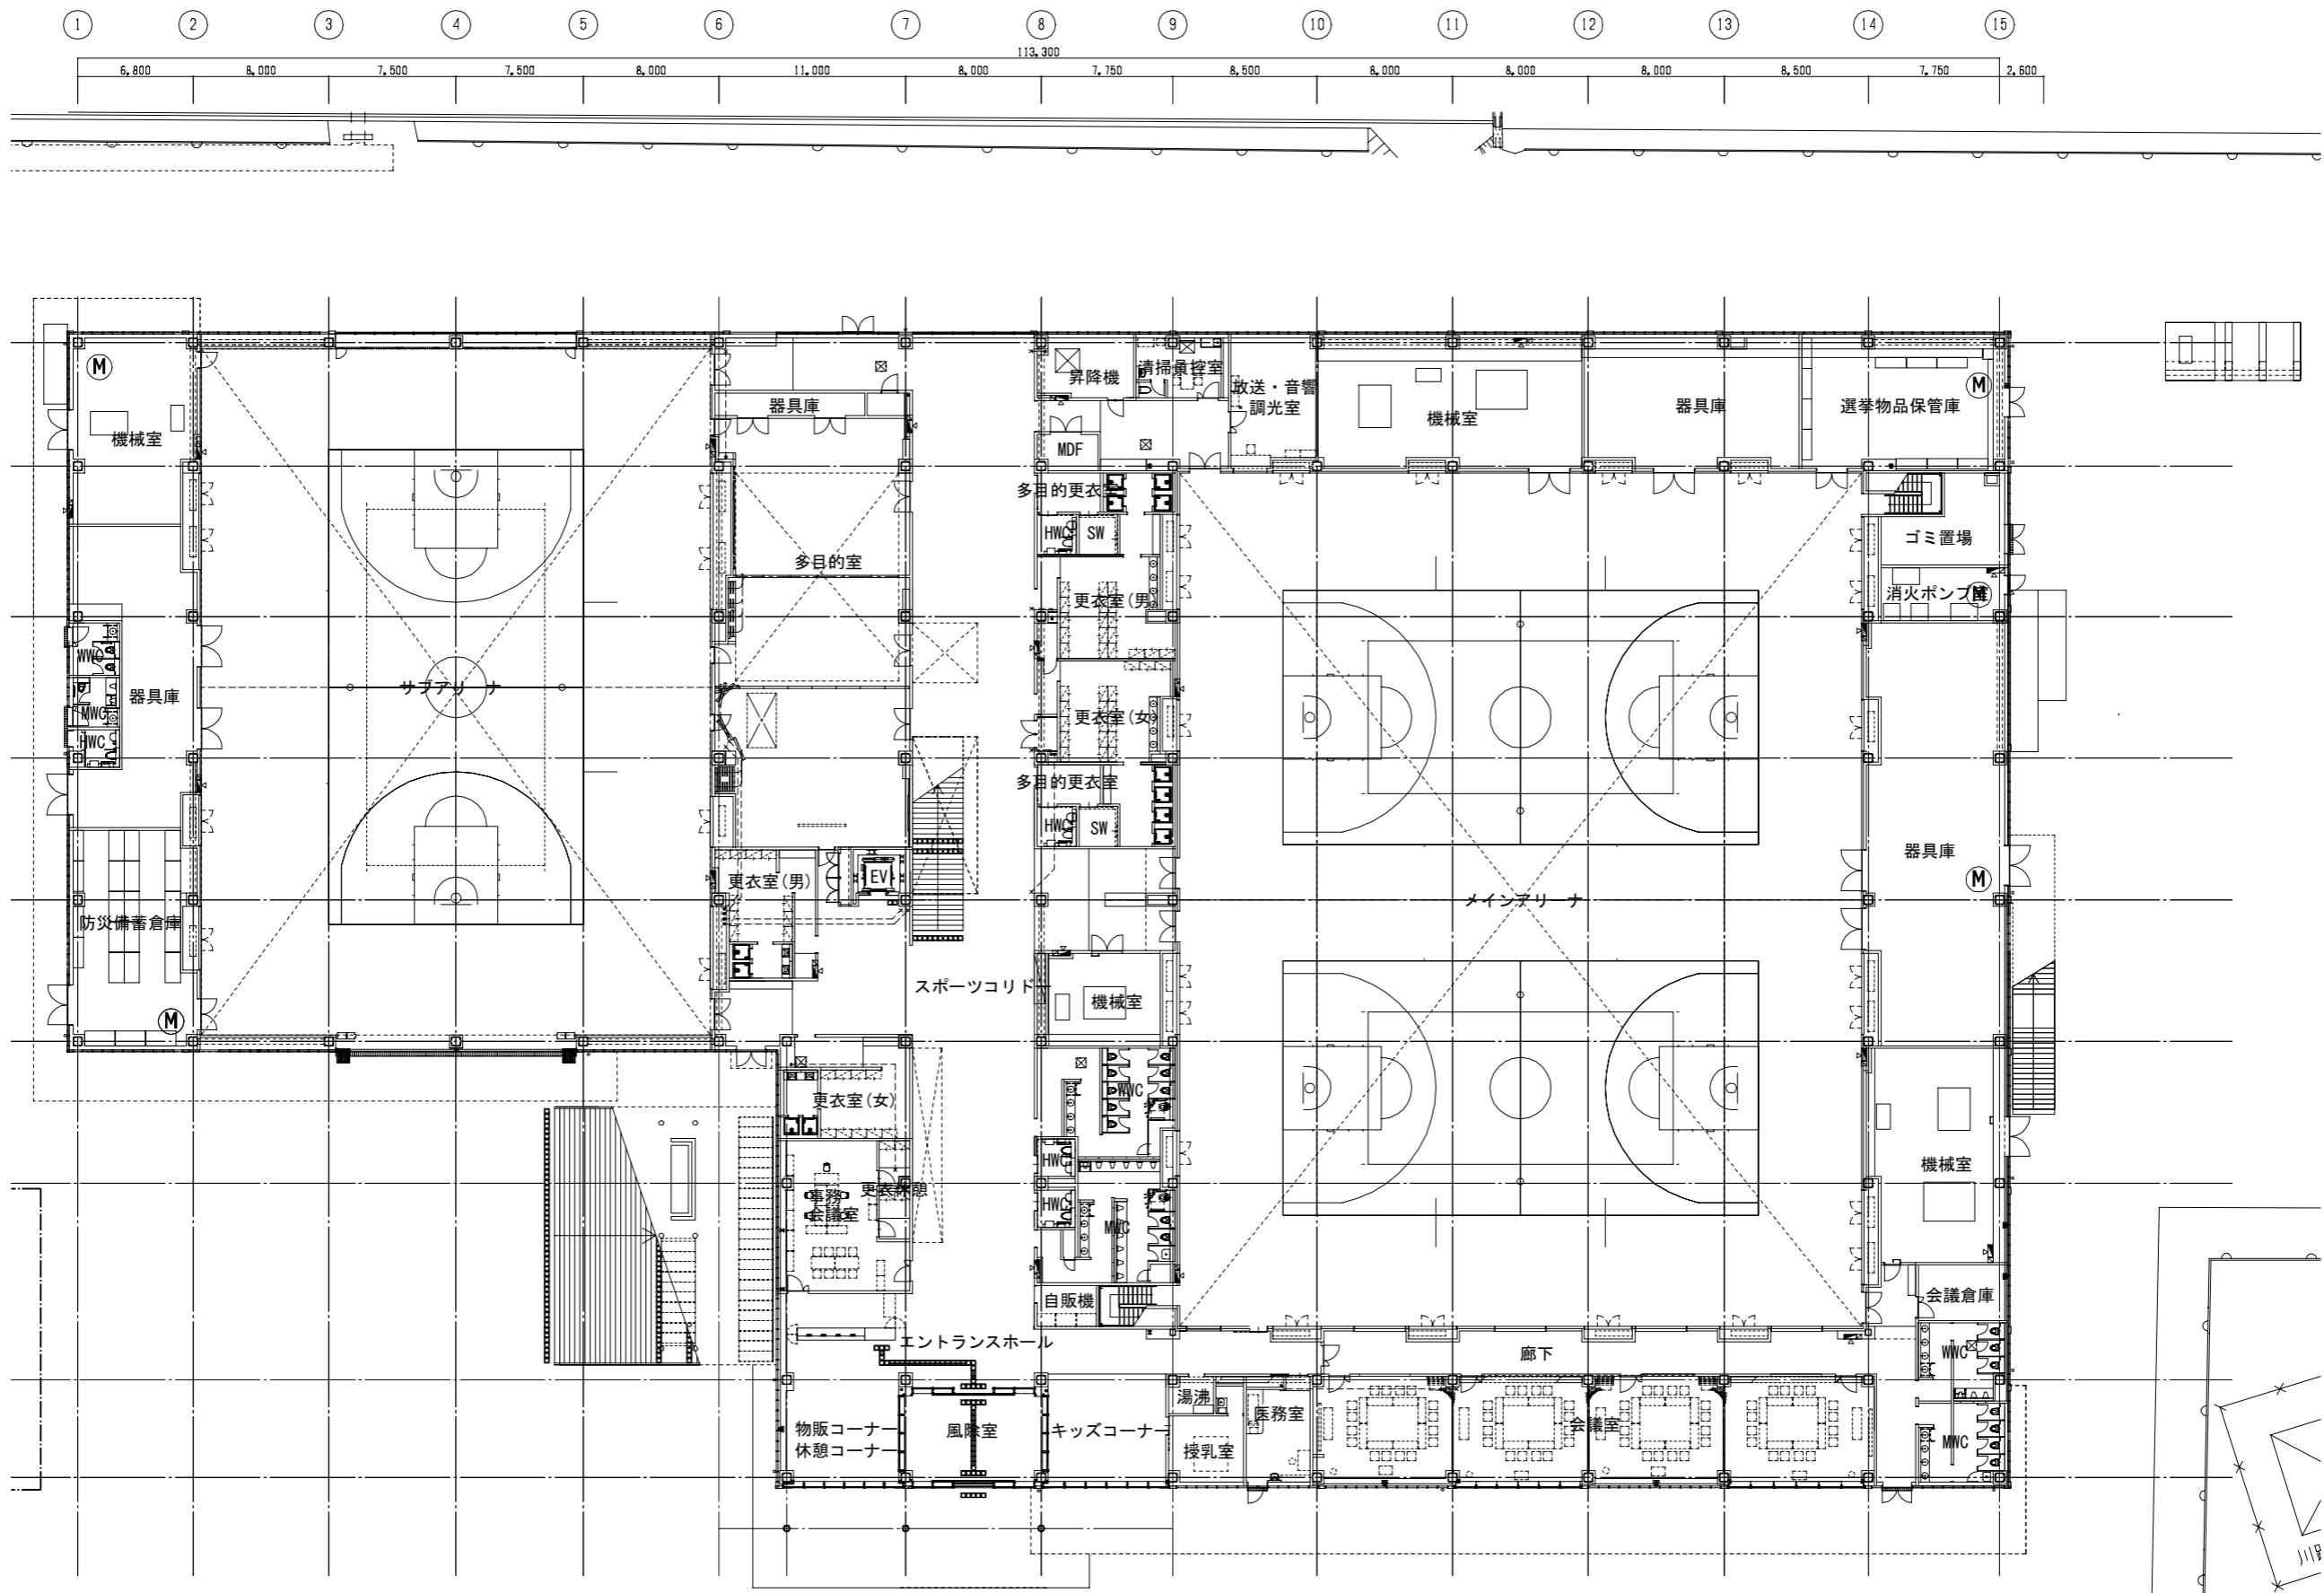 1 2 3 4 5 6 7 8 9 10 11 12 13 14 15
113,300
6,800 8,000 7,500 7,500 8,000 11,000 8,000 7,750 8,500 8,000 8,000 8,000 8,500 7,750 2,600
M
機械室
器具庫
昇降機
清掃員控室
放送・音響
調光室
機械室
器具庫
選挙物品保管庫
M
MDF
多目的更衣室
HWC
SW
多目的室
ゴミ置場
更衣室(男)
消火ポンプ室
M
WWC
MWC
HWC
器具庫
サブアリーナ
更衣室(女)
多目的更衣室
HWC
SW
器具庫
M
更衣室(男)
EV
メインアリーナ
防災備蓄倉庫
M
スポーツコリドー
機械室
更衣室(女)
WWC
HWC
機械室
事務
会議室
更衣休憩
HWC
MWC
自販機
会議倉庫
エントランスホール
廊下
WWC
湯沸
医務室
会議室
物販コーナー
休憩コーナー
風除室
キッズコーナー
授乳室
MWC